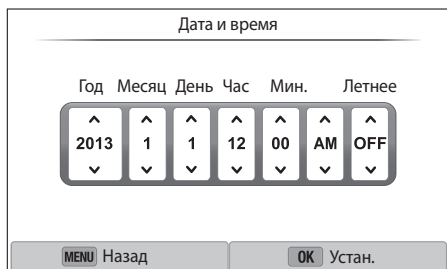 Дата и время
Год Месяц День Час Мин. Летнее
2013 1 1 12 00 AM OFF
MENU Назад OK Устан.